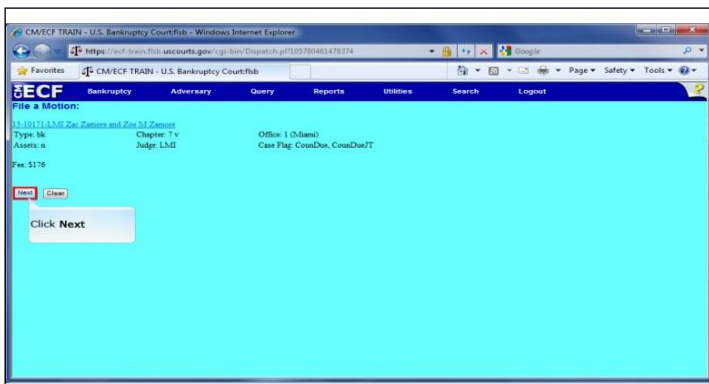 CM/ECF TRAIN - U.S. Bankruptcy Court:flsb - Windows Internet Explorer
https://ecf-train.flsb.uscourts.gov/cgi-bin/Dispatch.pl?105780461478374
Google
Favorites CM/ECF TRAIN - U.S. Bankruptcy Court:flsb Page Safety Tools
ECF Bankruptcy Adversary Query Reports Utilities Search Logout ?
File a Motion:
13-10171-LMI Zac Zamore and Zoe M Zamore
Type: bk Chapter: 7 v Office: 1 (Miami)
Assets: n Judge: LMI Case Flag: CounDue, CounDueJT
Fee: $176
Next Clear
Click Next